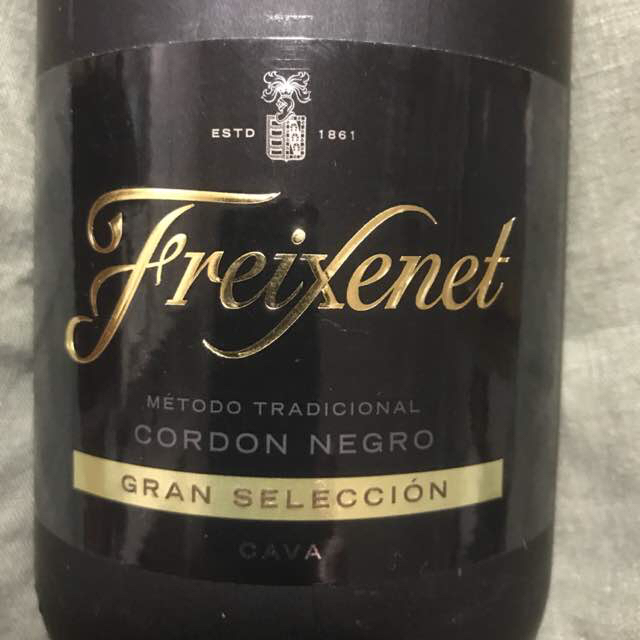 ESTD 1861
Freixenet
MÉTODO TRADICIONAL
CORDON NEGRO
GRAN SELECCIÓN
CAVA